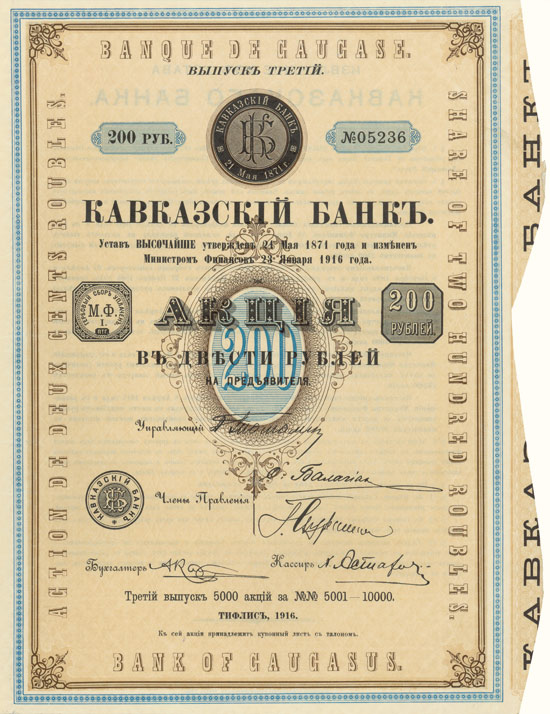 BANQUE DE CAUCASE.
ВЫПУСКЪ ТРЕТІЙ.
КАВКАЗСКІЙ БАНКЪ
21 Мая 1871 г.
200 РУБ.
№05236
КАВКАЗСКІЙ БАНКЪ.
Уставъ ВЫСОЧАЙШЕ утвержденъ 21 Мая 1871 года и измѣненъ
Министромъ Финансовъ 23 Января 1916 года.
М.Ф.
I.
200
РУБЛЕЙ.
АКЦІЯ
200
ВЪ ДВѢСТИ РУБЛЕЙ
НА ПРЕДЪЯВИТЕЛЯ.
Управляющій
Члены Правленія
КАВКАЗСКІЙ БАНКЪ
Бухгалтеръ
Кассиръ
Третій выпускъ 5000 акцій за №№ 5001—10000.
ТИФЛИСЪ, 1916.
Къ сей акціи принадлежитъ купонный листъ съ талономъ.
BANK OF CAUCASUS.
ACTION DE DEUX CENTS ROUBLES.
SHARE OF TWO HUNDRED ROUBLES.